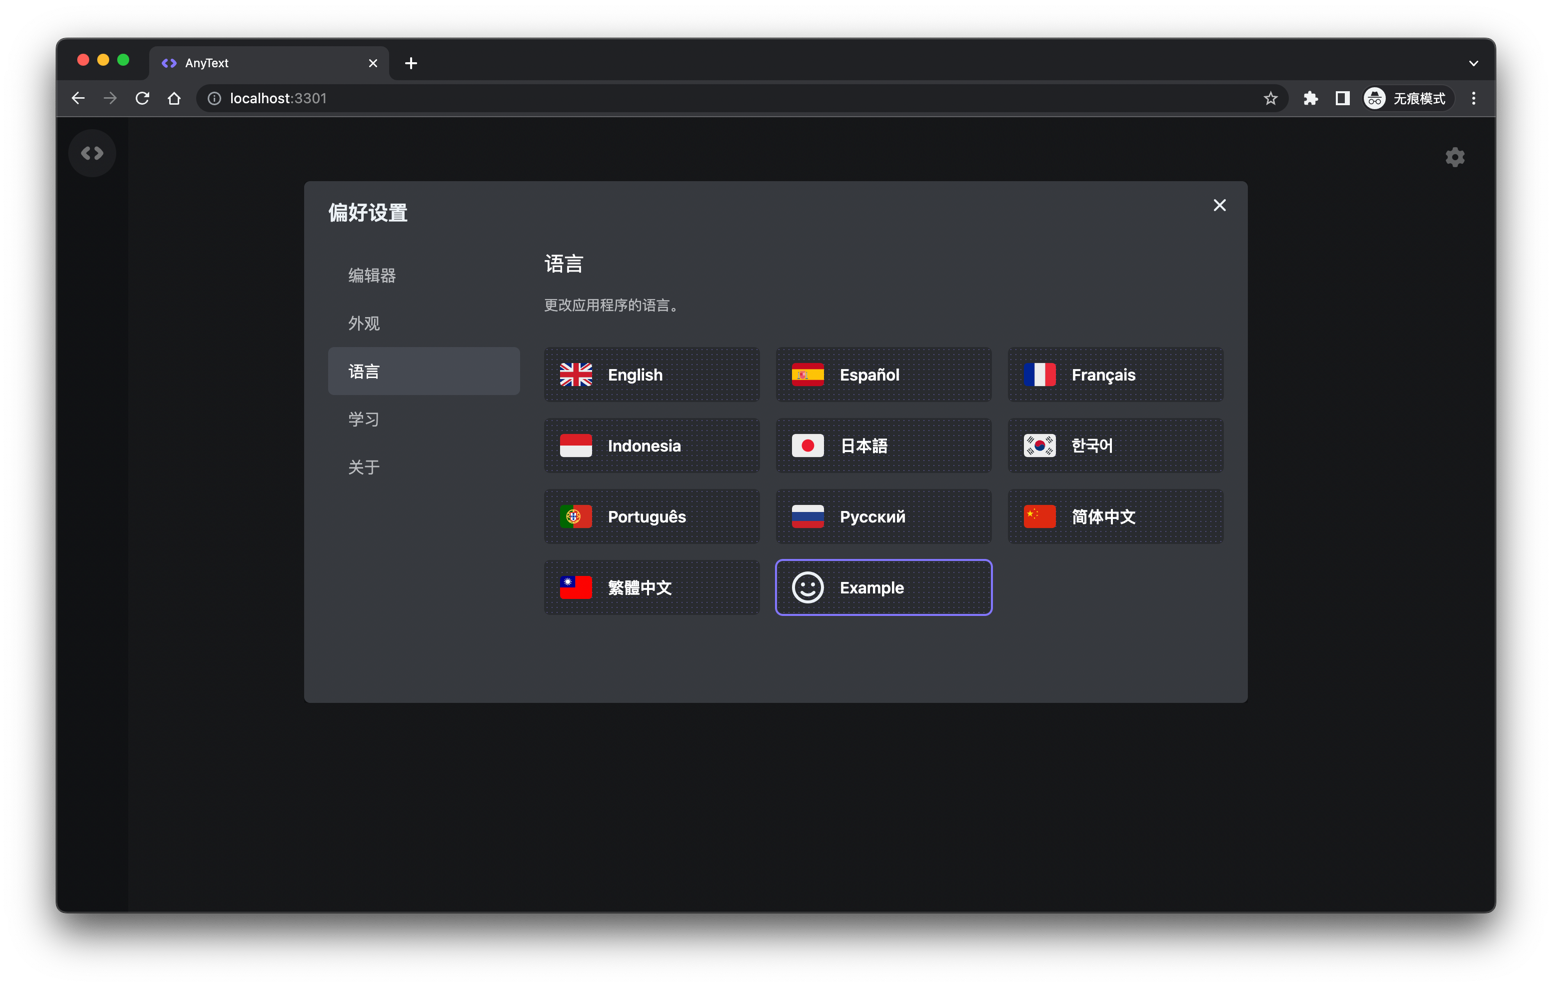 AnyText
localhost:3301
无痕模式
偏好设置
编辑器
外观
语言
学习
关于
语言
更改应用程序的语言。
English
Español
Français
Indonesia
日本語
한국어
Português
Русский
简体中文
繁體中文
Example